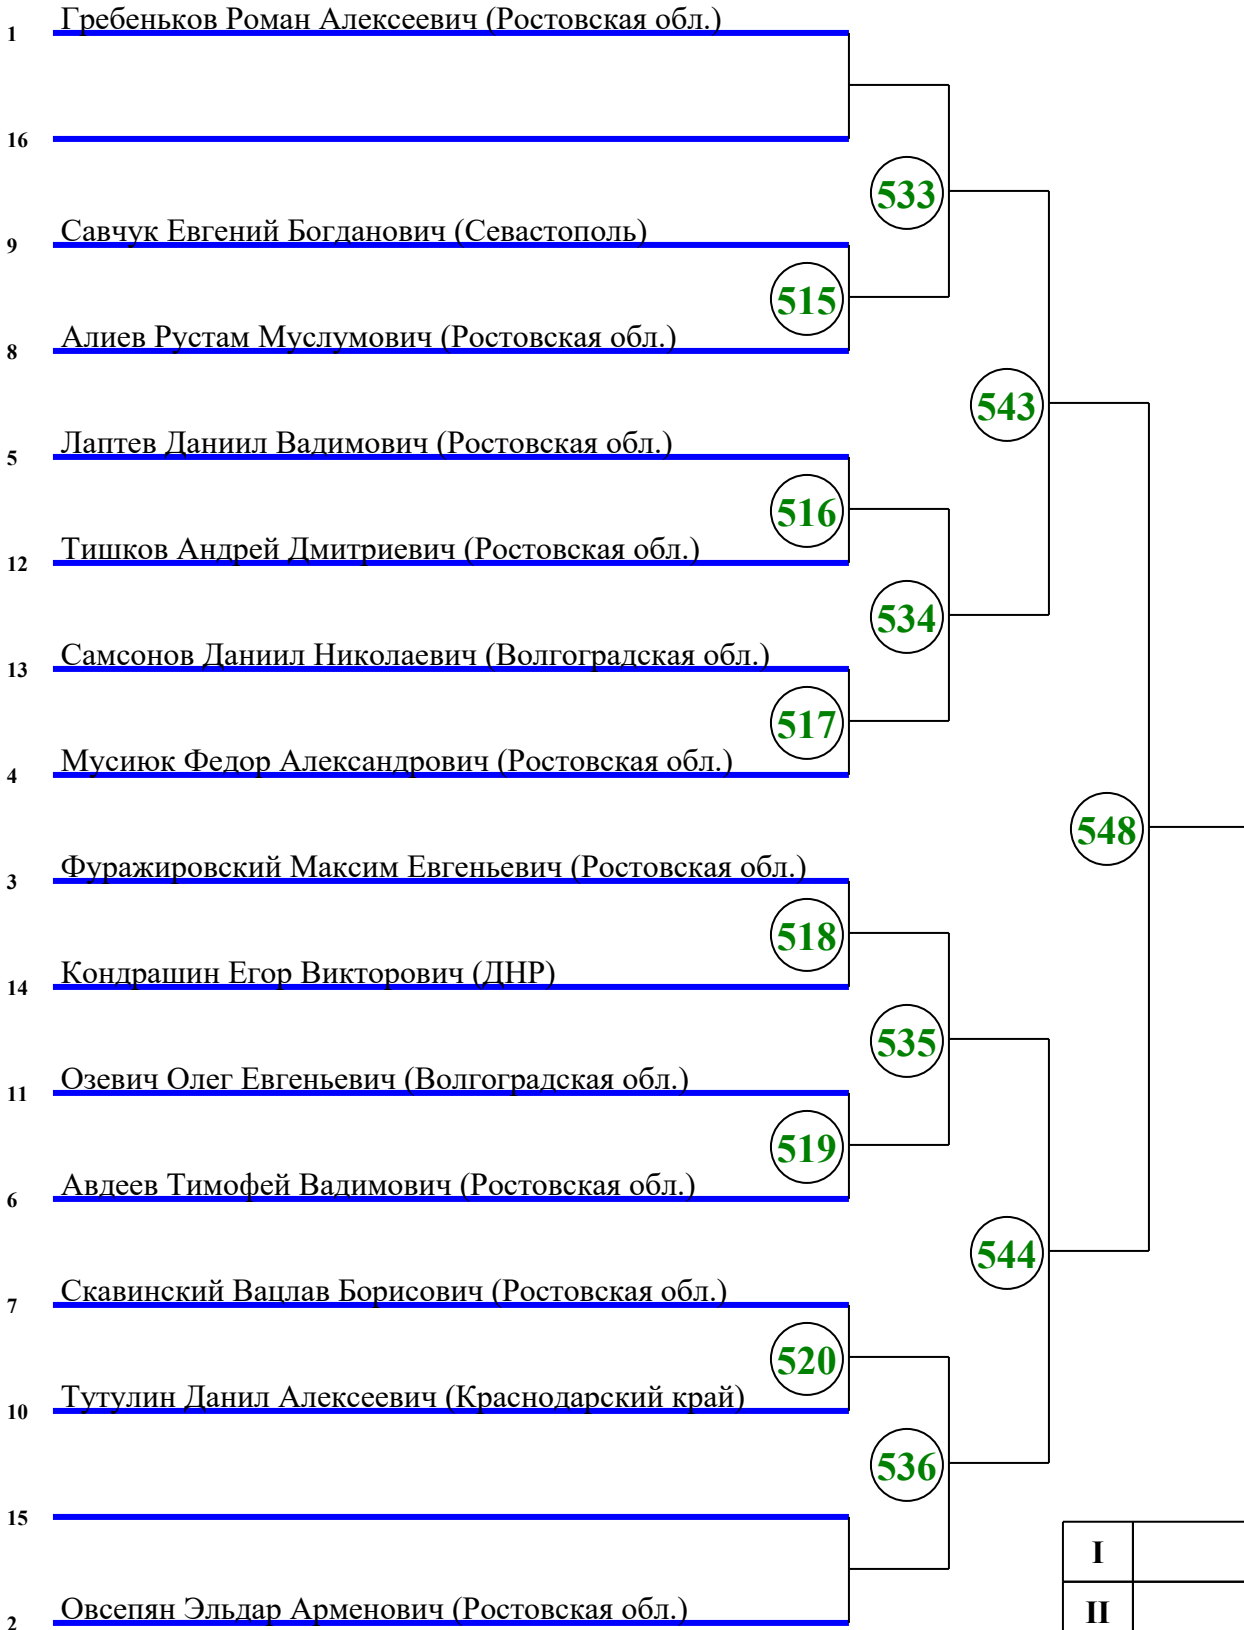 1 Гребеньков Роман Алексеевич (Ростовская обл.)
16
533
9 Савчук Евгений Богданович (Севастополь)
515
8 Алиев Рустам Муслумович (Ростовская обл.)
543
5 Лаптев Даниил Вадимович (Ростовская обл.)
516
12 Тишков Андрей Дмитриевич (Ростовская обл.)
534
13 Самсонов Даниил Николаевич (Волгоградская обл.)
517
4 Мусиюк Федор Александрович (Ростовская обл.)
548
3 Фуражировский Максим Евгеньевич (Ростовская обл.)
518
14 Кондрашин Егор Викторович (ДНР)
535
11 Озевич Олег Евгеньевич (Волгоградская обл.)
519
6 Авдеев Тимофей Вадимович (Ростовская обл.)
544
7 Скавинский Вацлав Борисович (Ростовская обл.)
520
10 Тутулин Данил Алексеевич (Краснодарский край)
536
15
I
2 Овсепян Эльдар Арменович (Ростовская обл.)
II